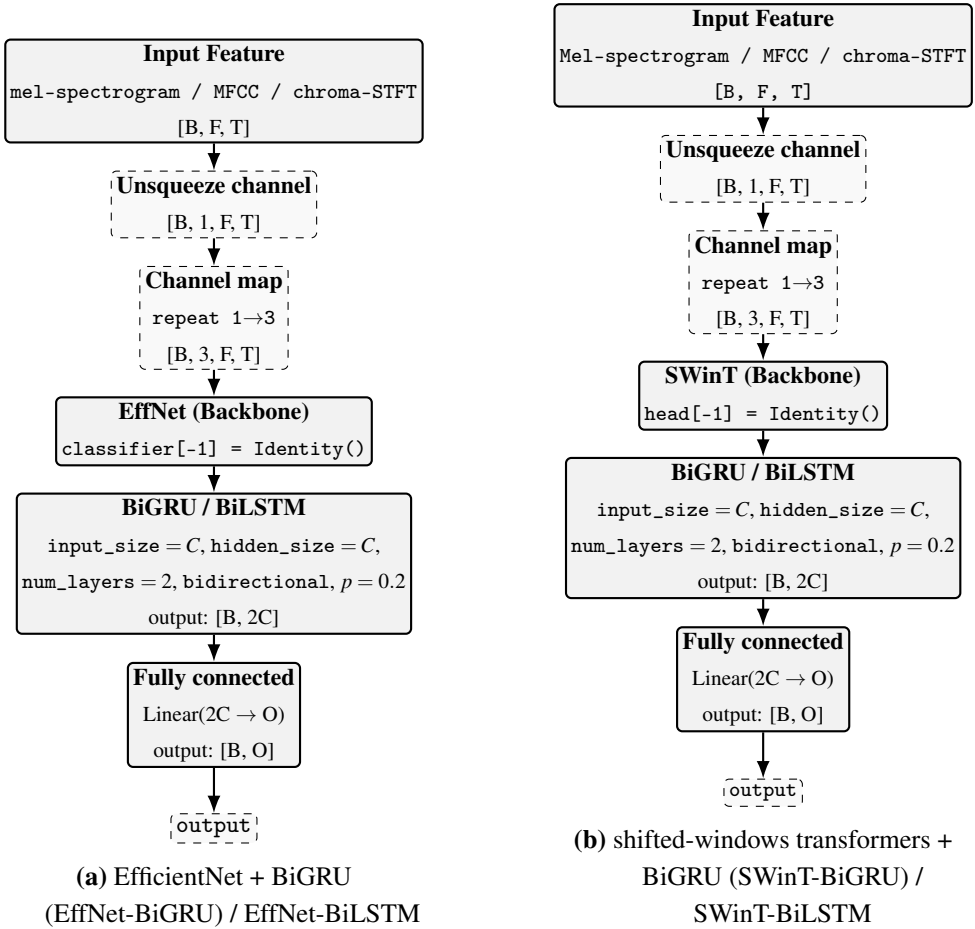 Input Feature
mel-spectrogram / MFCC / chroma-STFT
[B, F, T]
Unsqueeze channel
[B, 1, F, T]
Channel map
repeat 1→3
[B, 3, F, T]
EffNet (Backbone)
classifier[-1] = Identity()
BiGRU / BiLSTM
input_size = C, hidden_size = C,
num_layers = 2, bidirectional, p = 0.2
output: [B, 2C]
Fully connected
Linear(2C → O)
output: [B, O]
output
(a) EfficientNet + BiGRU
(EffNet-BiGRU) / EffNet-BiLSTM
Input Feature
Mel-spectrogram / MFCC / chroma-STFT
[B, F, T]
Unsqueeze channel
[B, 1, F, T]
Channel map
repeat 1→3
[B, 3, F, T]
SWinT (Backbone)
head[-1] = Identity()
BiGRU / BiLSTM
input_size = C, hidden_size = C,
num_layers = 2, bidirectional, p = 0.2
output: [B, 2C]
Fully connected
Linear(2C → O)
output: [B, O]
output
(b) shifted-windows transformers +
BiGRU (SWinT-BiGRU) /
SWinT-BiLSTM